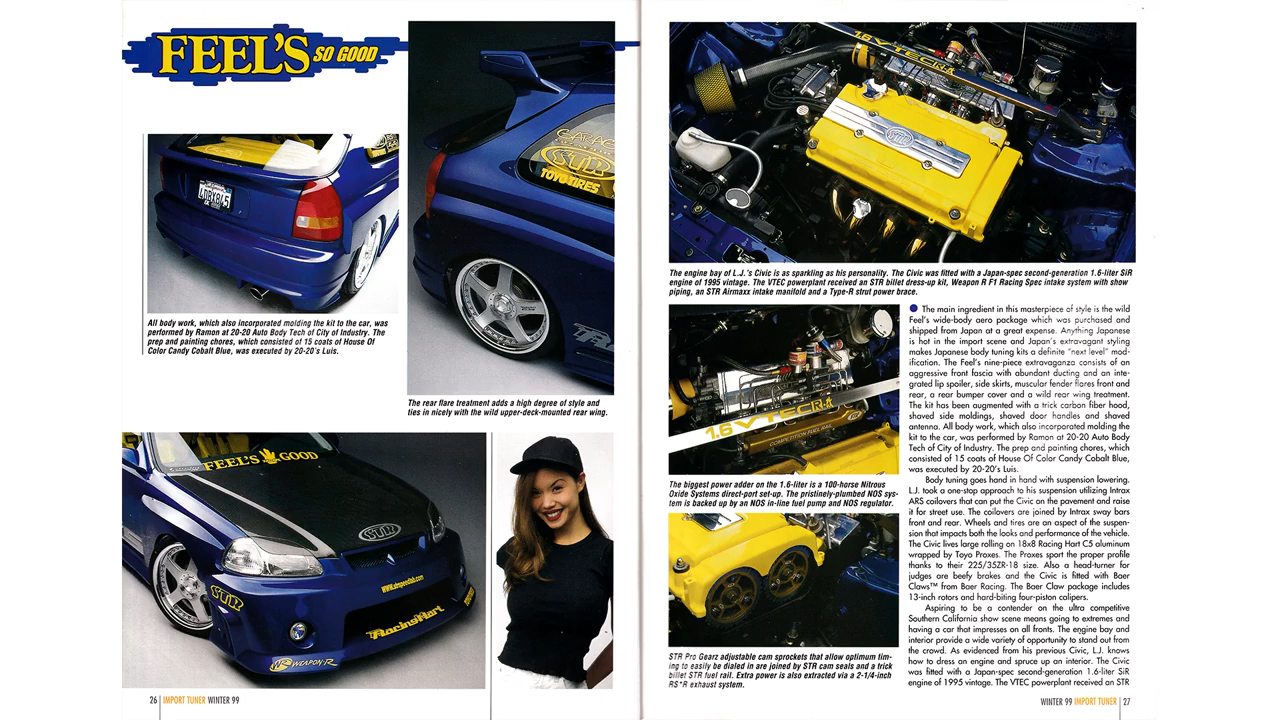 FEEL'S SO GOOD
GARAGE
STR
TOYO TIRES
All body work, which also incorporated molding the kit to the car, was
performed by Ramon at 20-20 Auto Body Tech of City of Industry. The
prep and painting chores, which consisted of 15 coats of House Of
Color Candy Cobalt Blue, was executed by 20-20's Luis.
The rear flare treatment adds a high degree of style and
ties in nicely with the wild upper-deck-mounted rear wing.
FEEL'S GOOD
STR
www.strspeedlab.com
STR
Racing Hart
WEAPON R
26 IMPORT TUNER WINTER 99
1.6 VTEC R
STR
The engine bay of L.J.'s Civic is as sparkling as his personality. The Civic was fitted with a Japan-spec second-generation 1.6-liter SiR
engine of 1995 vintage. The VTEC powerplant received an STR billet dress-up kit, Weapon R F1 Racing Spec intake system with show
piping, an STR Airmaxx intake manifold and a Type-R strut power brace.
1.6 VTEC R
COMPETITION FUEL RAIL
The biggest power adder on the 1.6-liter is a 100-horse Nitrous
Oxide Systems direct-port set-up. The pristinely-plumbed NOS sys-
tem is backed up by an NOS in-line fuel pump and NOS regulator.
STR Pro Gearz adjustable cam sprockets that allow optimum tim-
ing to easily be dialed in are joined by STR cam seals and a trick
billet STR fuel rail. Extra power is also extracted via a 2-1/4-inch
RS*R exhaust system.
The main ingredient in this masterpiece of style is the wild
Feel's wide-body aero package which was purchased and
shipped from Japan at a great expense. Anything Japanese
is hot in the import scene and Japan's extravagant styling
makes Japanese body tuning kits a definite "next level" mod-
ification. The Feel's nine-piece extravaganza consists of an
aggressive front fascia with abundant ducting and an inte-
grated lip spoiler, side skirts, muscular fender flares front and
rear, a rear bumper cover and a wild rear wing treatment.
The kit has been augmented with a trick carbon fiber hood,
shaved side moldings, shaved door handles and shaved
antenna. All body work, which also incorporated molding the
kit to the car, was performed by Ramon at 20-20 Auto Body
Tech of City of Industry. The prep and painting chores, which
consisted of 15 coats of House Of Color Candy Cobalt Blue,
was executed by 20-20's Luis.
Body tuning goes hand in hand with suspension lowering.
L.J. took a one-stop approach to his suspension utilizing Intrax
ARS coilovers that can put the Civic on the pavement and raise
it for street use. The coilovers are joined by Intrax sway bars
front and rear. Wheels and tires are an aspect of the suspen-
sion that impacts both the looks and performance of the vehicle.
The Civic lives large rolling on 18x8 Racing Hart C5 aluminum
wrapped by Toyo Proxes. The Proxes sport the proper profile
thanks to their 225/35ZR-18 size. Also a head-turner for
judges are beefy brakes and the Civic is fitted with Baer
Claws™ from Baer Racing. The Baer Claw package includes
13-inch rotors and hard-biting four-piston calipers.
Aspiring to be a contender on the ultra competitive
Southern California show scene means going to extremes and
having a car that impresses on all fronts. The engine bay and
interior provide a wide variety of opportunity to stand out from
the crowd. As evidenced from his previous Civic, L.J. knows
how to dress an engine and spruce up an interior. The Civic
was fitted with a Japan-spec second-generation 1.6-liter SiR
engine of 1995 vintage. The VTEC powerplant received an STR
WINTER 99 IMPORT TUNER 27